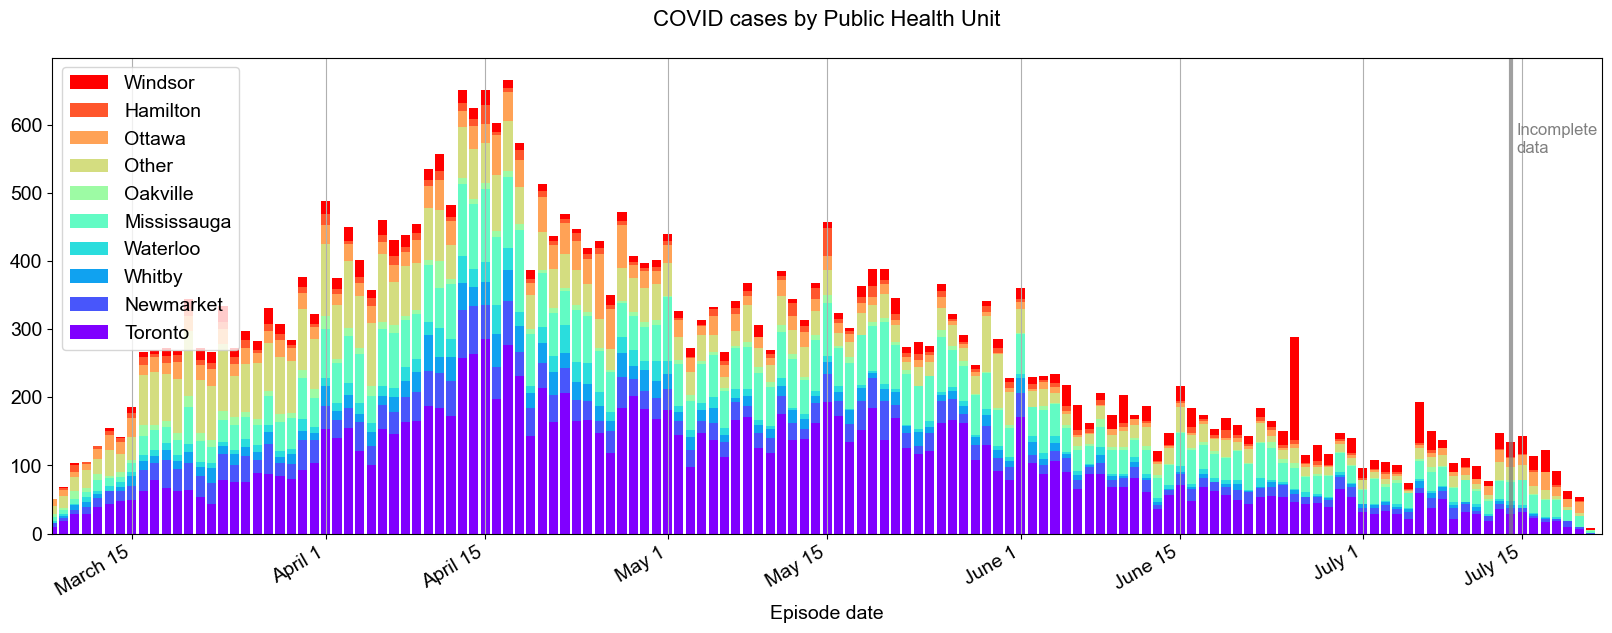 COVID cases by Public Health Unit
Windsor
Hamilton
Ottawa
Other
Oakville
Mississauga
Waterloo
Whitby
Newmarket
Toronto
600
500
400
300
200
100
0
Incomplete
data
March 15
April 1
April 15
May 1
May 15
June 1
June 15
July 1
July 15
Episode date